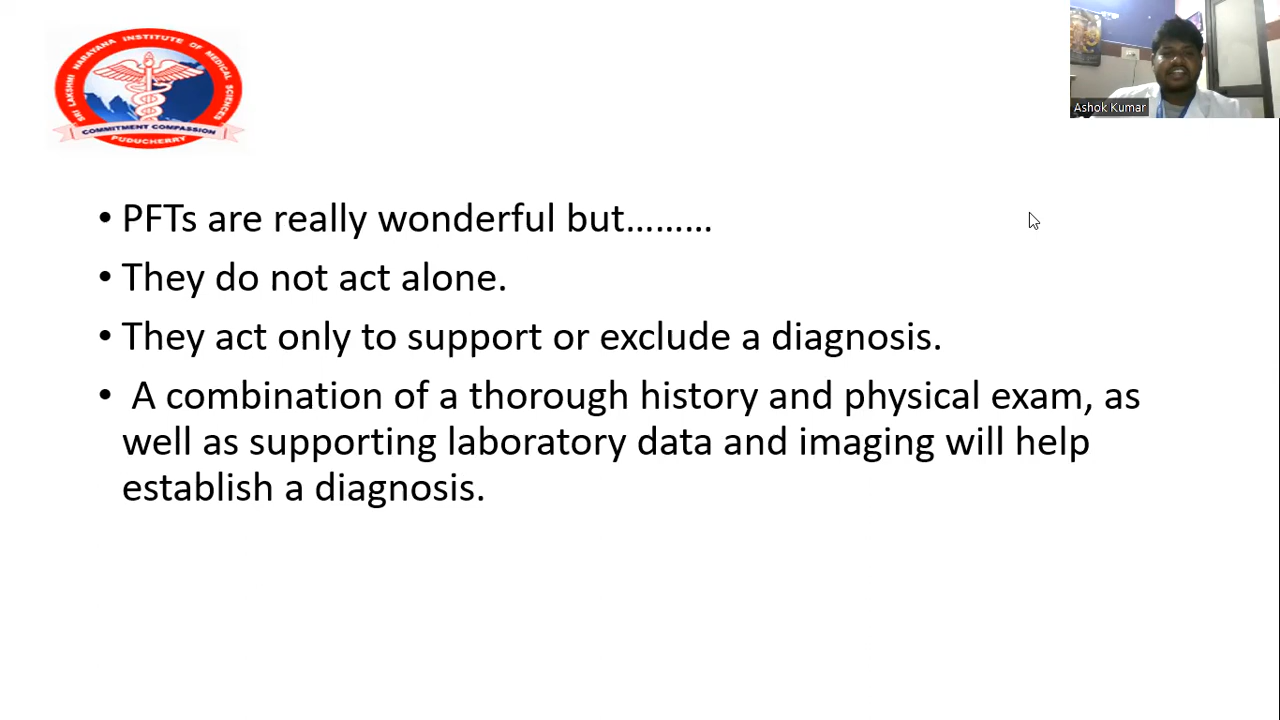 SRI LAKSHMI NARAYANA INSTITUTE OF MEDICAL SCIENCES
COMMITMENT COMPASSION
PUDUCHERRY
Ashok Kumar
• PFTs are really wonderful but………
• They do not act alone.
• They act only to support or exclude a diagnosis.
• A combination of a thorough history and physical exam, as
well as supporting laboratory data and imaging will help
establish a diagnosis.